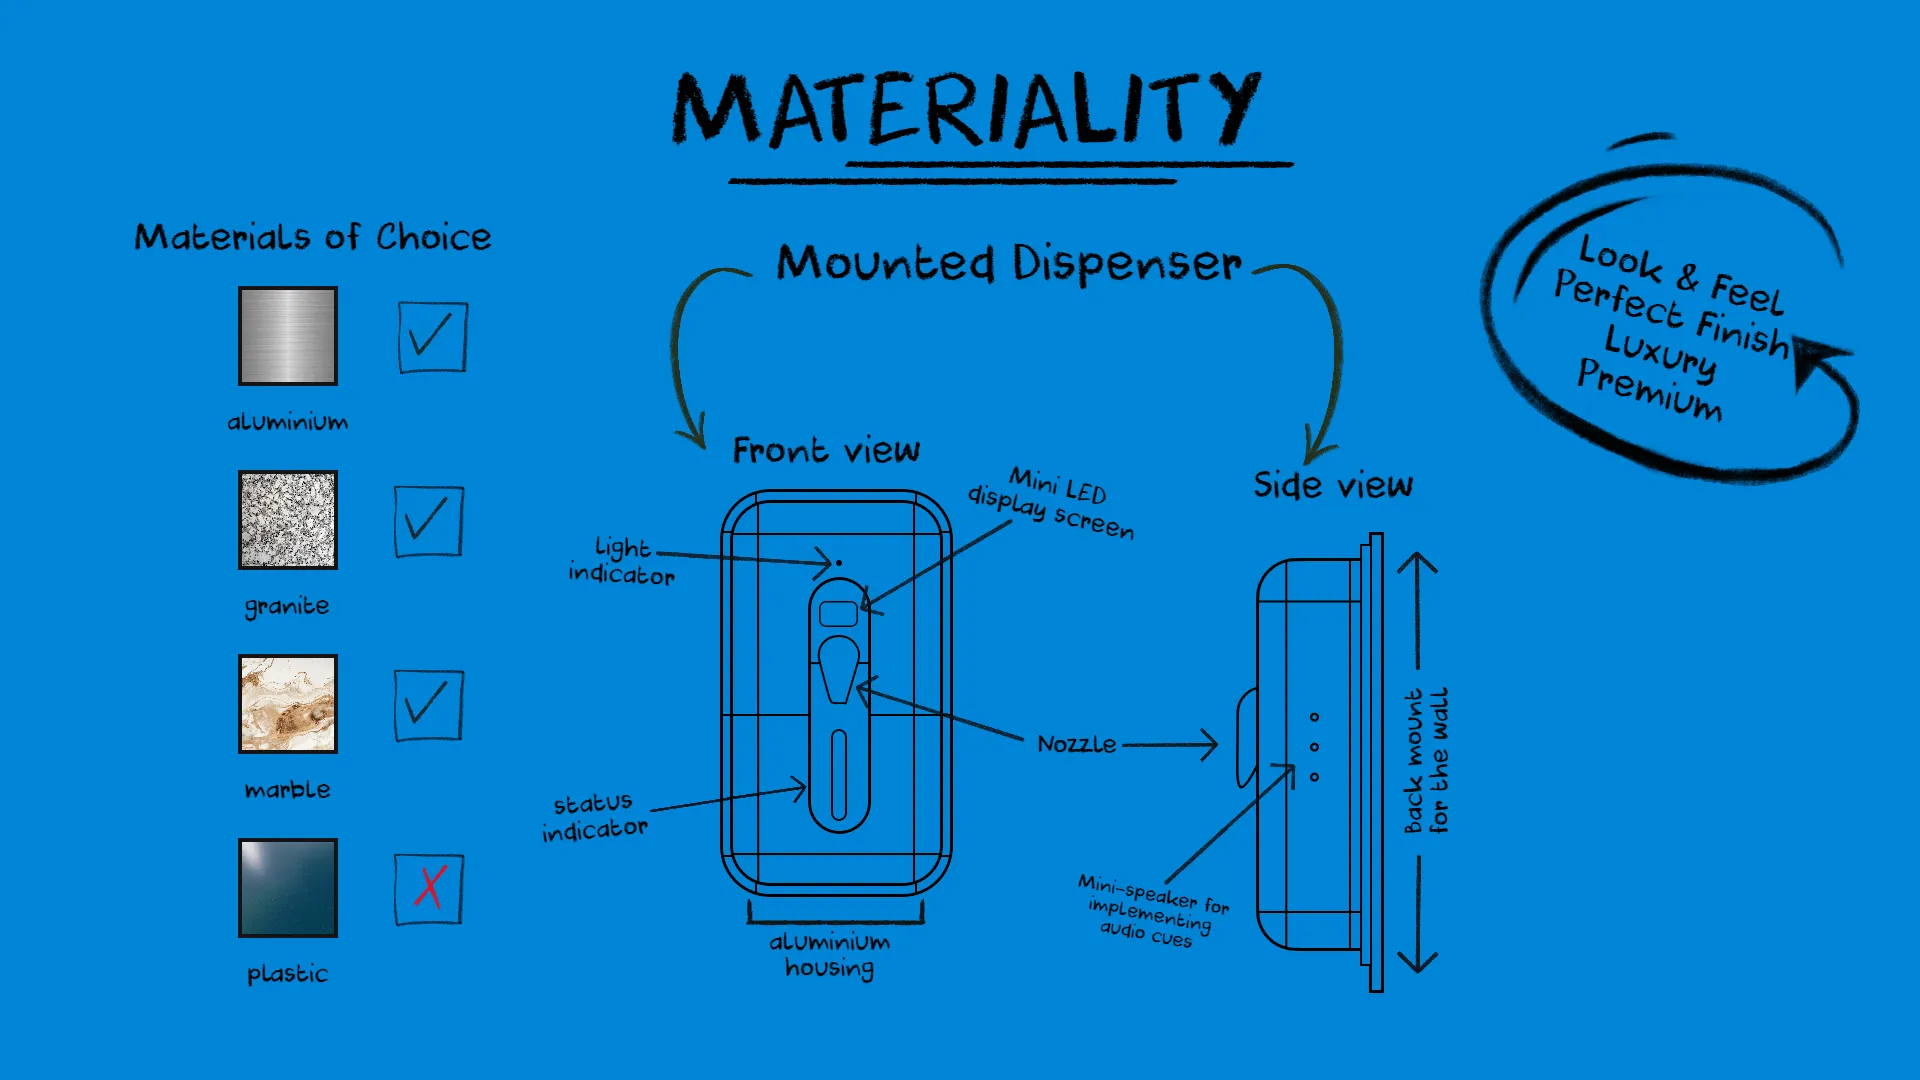 MATERIALITY
Materials of Choice
aluminium
granite
marble
plastic
Mounted Dispenser
Front view
Light
indicator
Mini LED
display screen
Nozzle
status
indicator
aluminium
housing
Side view
Mini-speaker for
implementing
audio cues
Back mount
for the wall
Look & Feel
Perfect Finish
Luxury
Premium